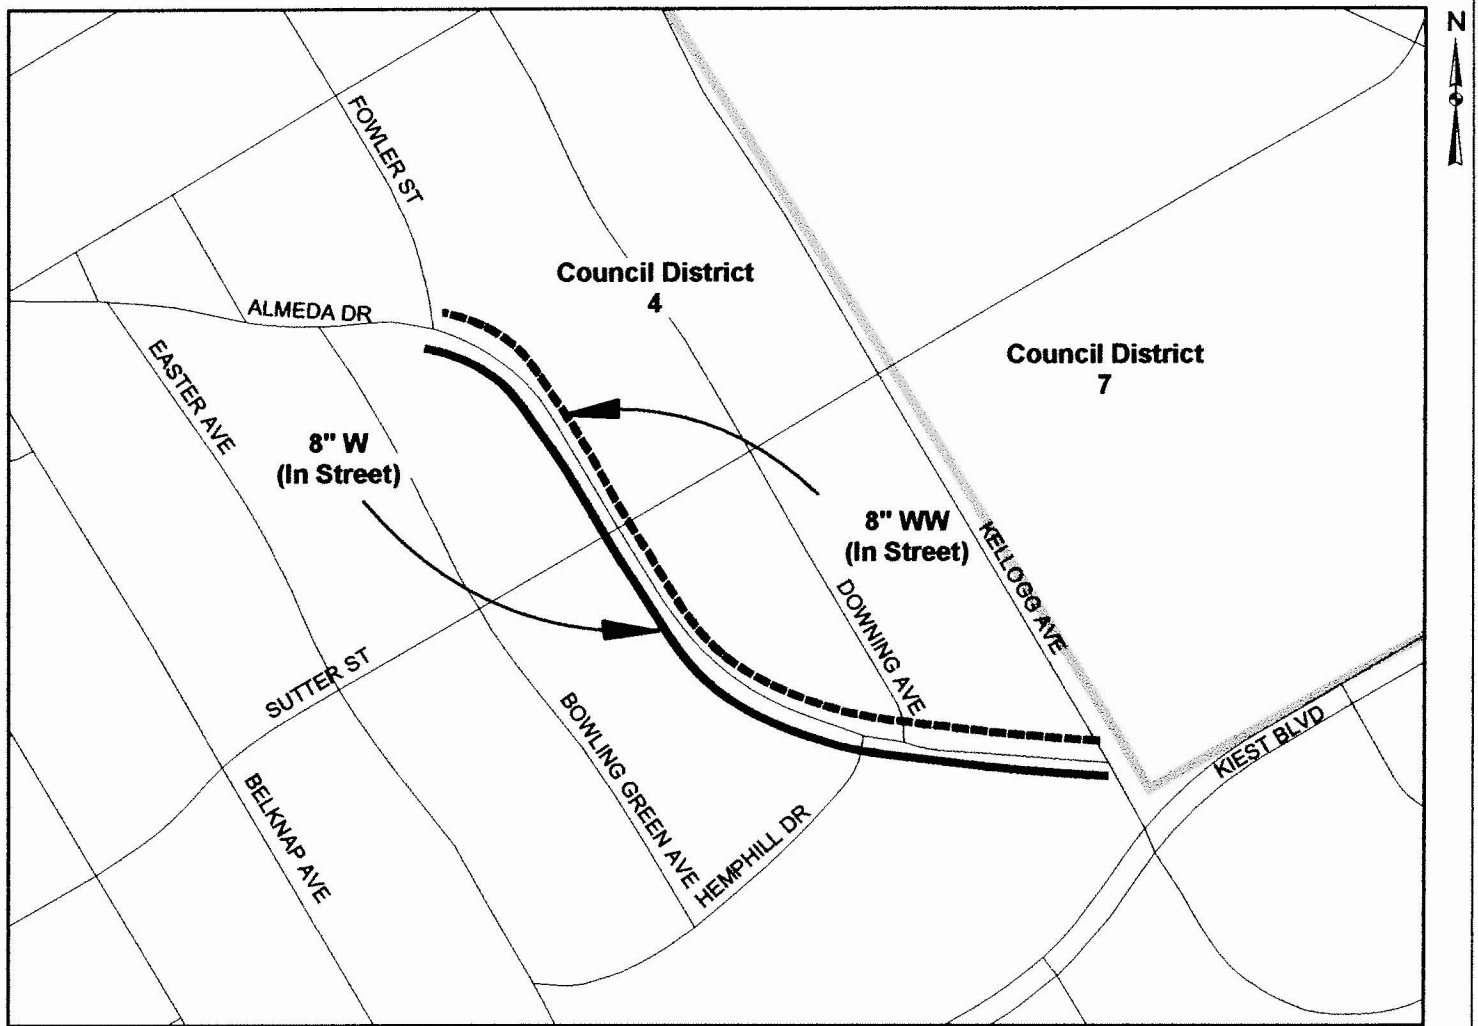 N
FOWLER ST
Council District
4
ALMEDA DR
Council District
7
EASTER AVE
8" W
(In Street)
8" WW
(In Street)
KELLOGG AVE
DOWNING AVE
SUTTER ST
BOWLING GREEN AVE
KIEST BLVD
BELKNAP AVE
HEMPHILL DR